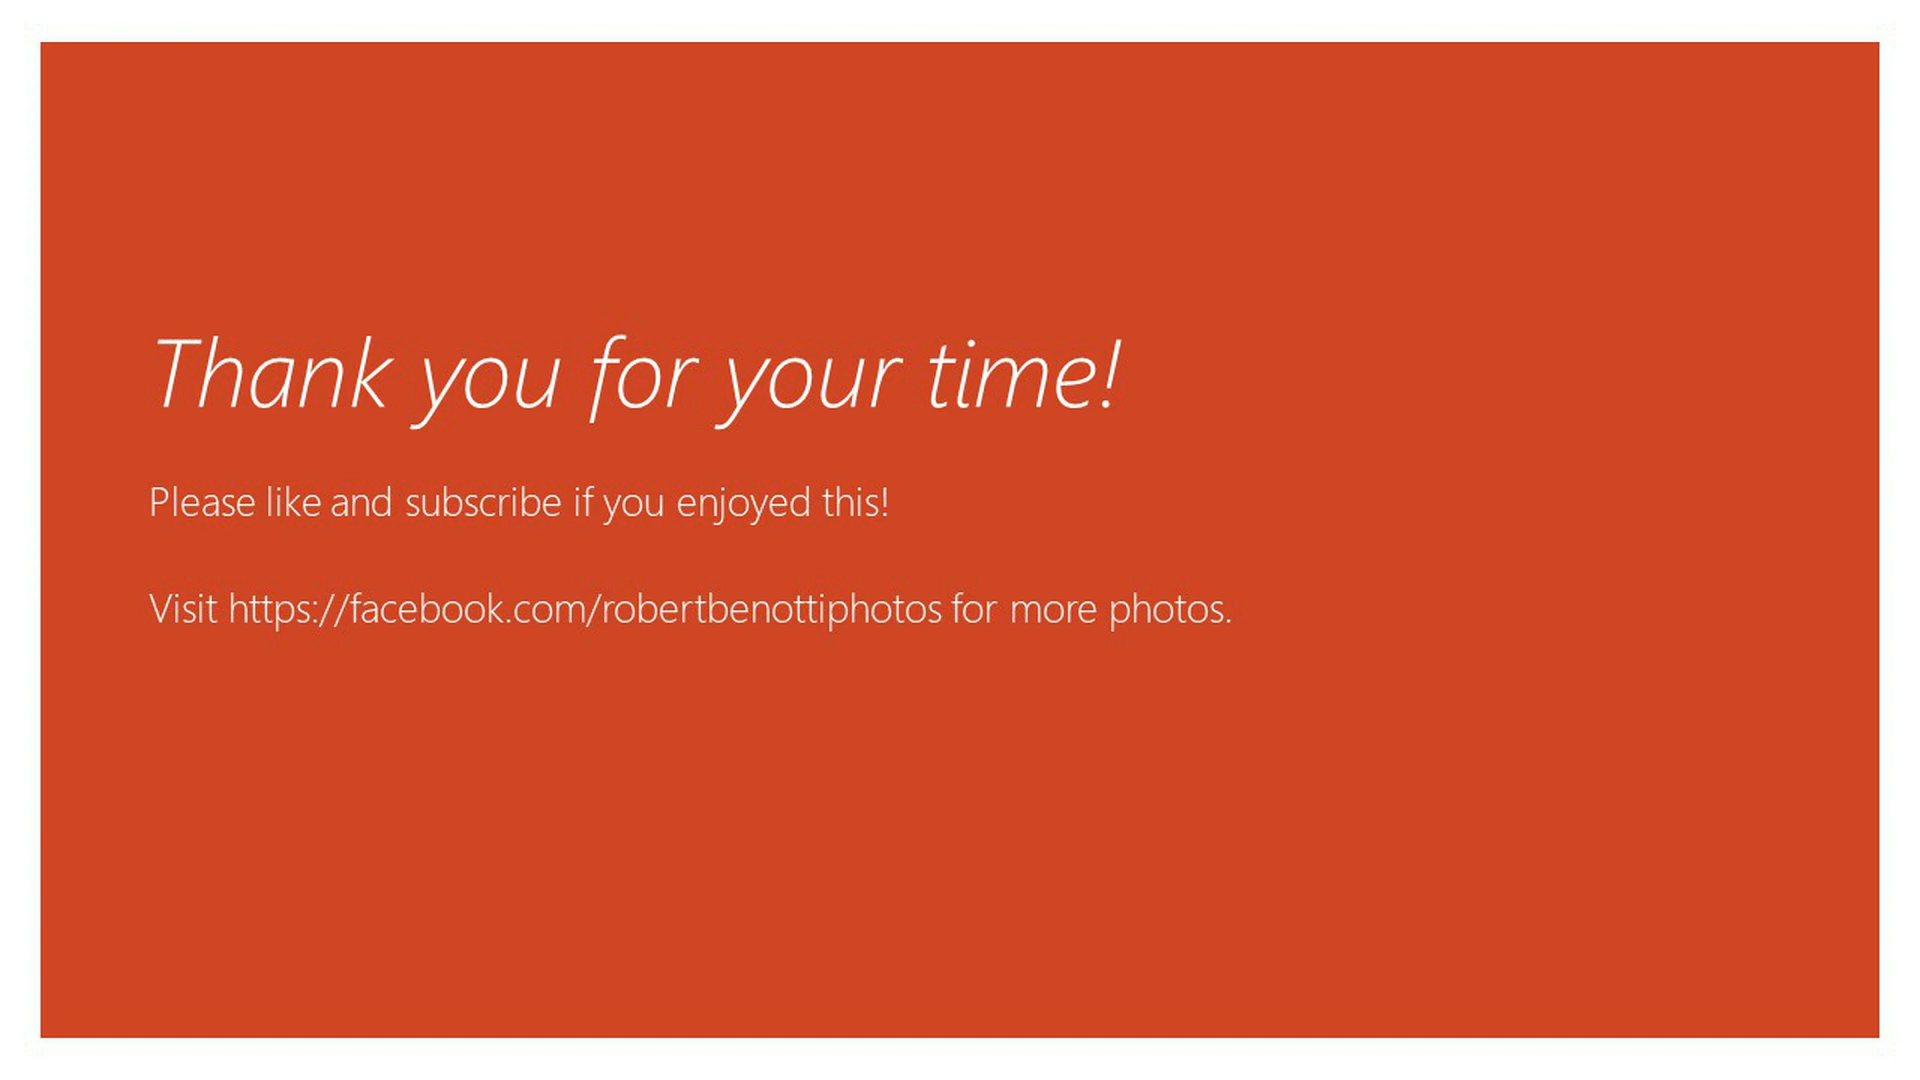 Thank you for your time!
Please like and subscribe if you enjoyed this!
Visit https://facebook.com/robertbenottiphotos for more photos.